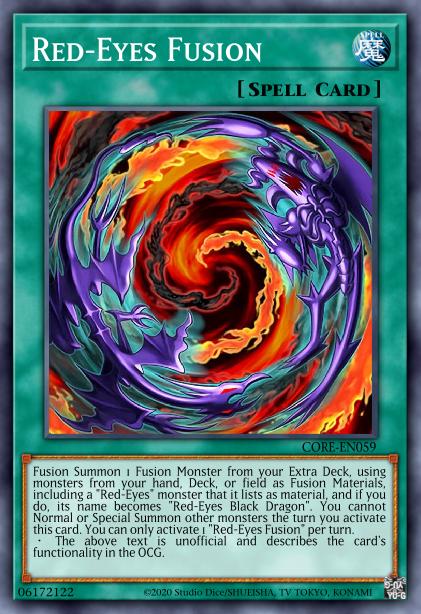 Red-Eyes Fusion
SPELL
魔
[ Spell Card ]
CORE-EN059
Fusion Summon 1 Fusion Monster from your Extra Deck, using
monsters from your hand, Deck, or field as Fusion Materials,
including a "Red-Eyes" monster that it lists as material, and if you
do, its name becomes "Red-Eyes Black Dragon". You cannot
Normal or Special Summon other monsters the turn you activate
this card. You can only activate 1 "Red-Eyes Fusion" per turn.
· The above text is unofficial and describes the card's
functionality in the OCG.
06172122 ©2020 Studio Dice/SHUEISHA, TV TOKYO, KONAMI